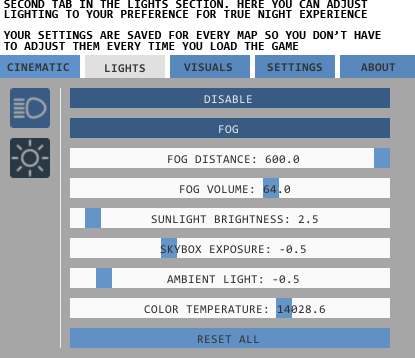 SECOND TAB IN THE LIGHTS SECTION. HERE YOU CAN ADJUST
LIGHTING TO YOUR PREFERENCE FOR TRUE NIGHT EXPERIENCE
YOUR SETTINGS ARE SAVED FOR EVERY MAP SO YOU DON'T HAVE
TO ADJUST THEM EVERY TIME YOU LOAD THE GAME
CINEMATIC LIGHTS VISUALS SETTINGS ABOUT
DISABLE
FOG
FOG DISTANCE: 600.0
FOG VOLUME: 64.0
SUNLIGHT BRIGHTNESS: 2.5
SKYBOX EXPOSURE: -0.5
AMBIENT LIGHT: -0.5
COLOR TEMPERATURE: 14028.6
RESET ALL